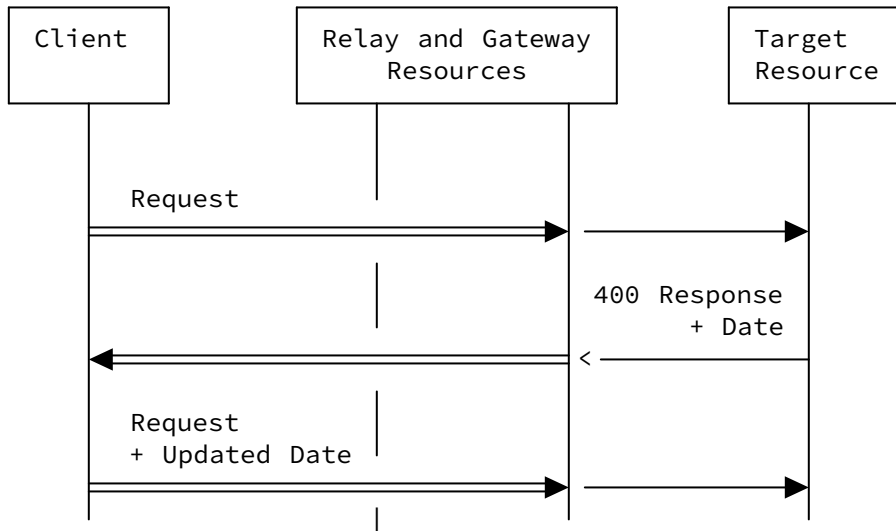 Client
Relay and Gateway
Resources
Target
Resource
Request
400 Response
+ Date
Request
+ Updated Date